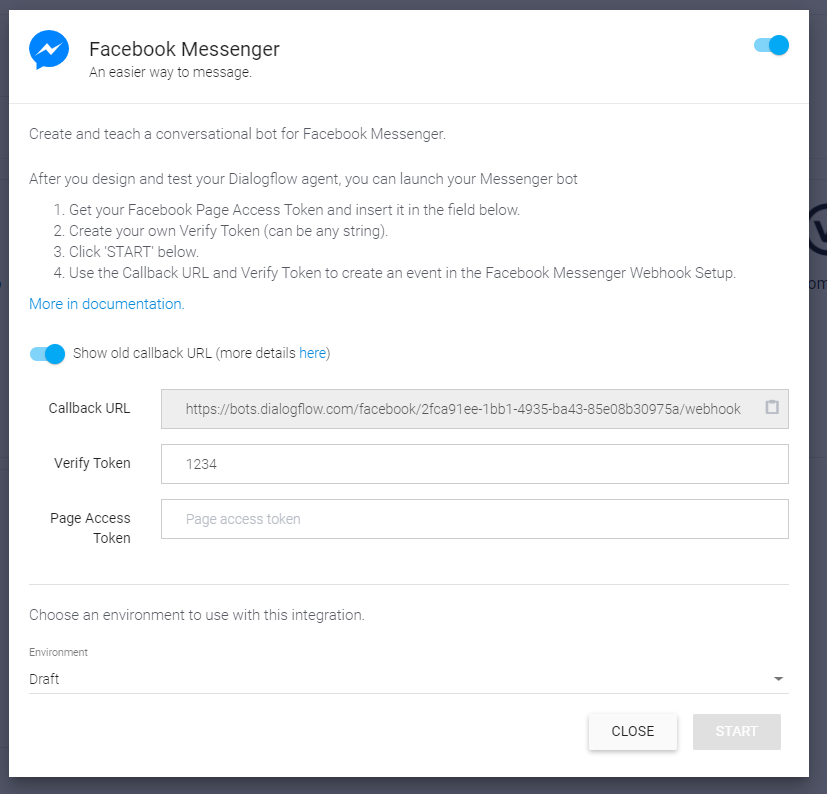 Facebook Messenger
An easier way to message.
Create and teach a conversational bot for Facebook Messenger.
After you design and test your Dialogflow agent, you can launch your Messenger bot
1. Get your Facebook Page Access Token and insert it in the field below.
2. Create your own Verify Token (can be any string).
3. Click 'START' below.
4. Use the Callback URL and Verify Token to create an event in the Facebook Messenger Webhook Setup.
More in documentation.
Show old callback URL (more details here)
Callback URL
https://bots.dialogflow.com/facebook/2fca91ee-1bb1-4935-ba43-85e08b30975a/webhook
Verify Token
1234
Page Access
Token
Page access token
Choose an environment to use with this integration.
Environment
Draft
CLOSE
START